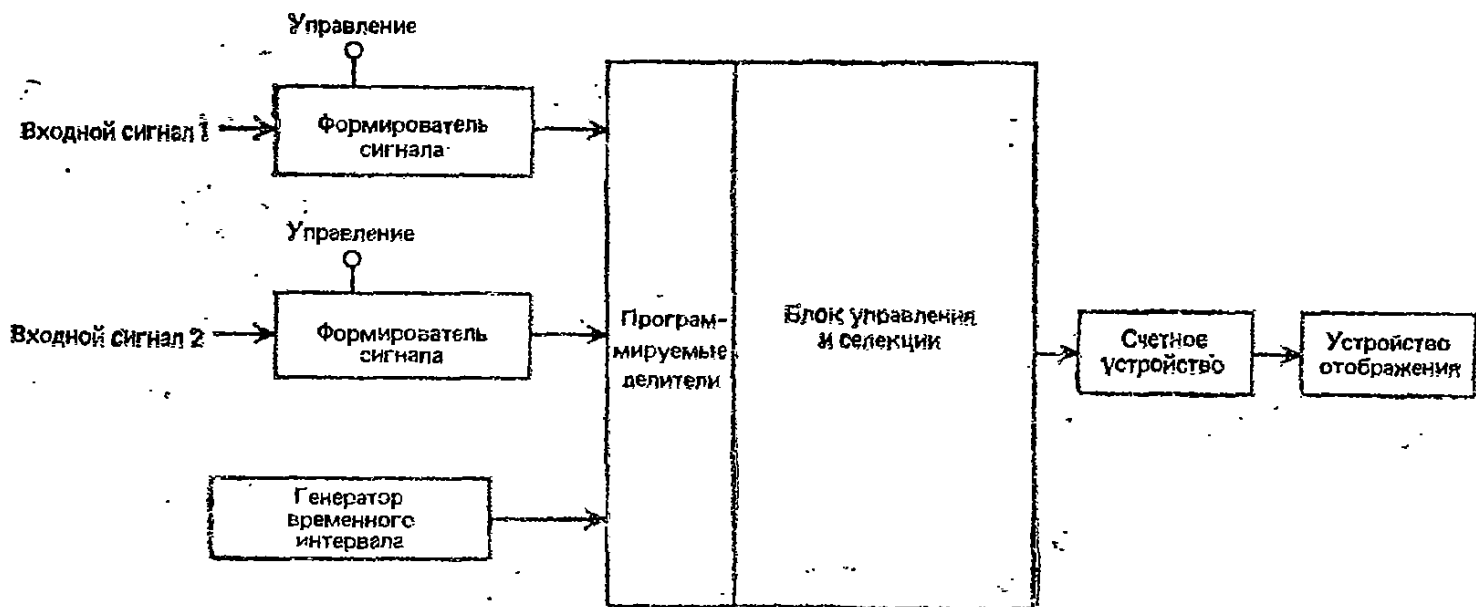 Управление
Входной сигнал 1
Формирователь
сигнала
Управление
Входной сигнал 2
Формирователь
сигнала
Програм-
мируемые
делители
Блок управления
и селекции
Счетное
устройство
Устройство
отображения
Генератор
временного
интервала